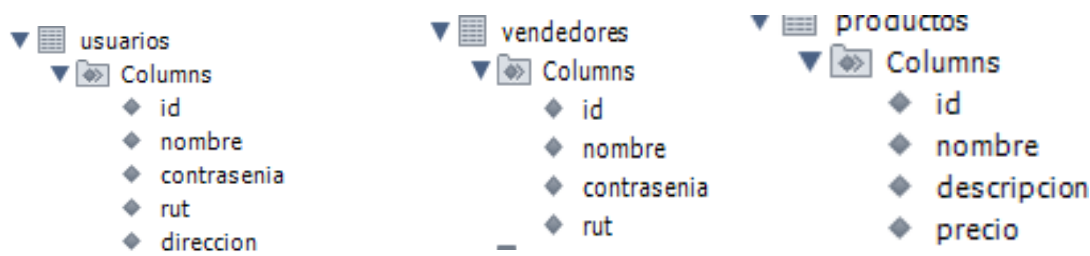 usuarios
Columns
id
nombre
contrasenia
rut
direccion
vendedores
Columns
id
nombre
contrasenia
rut
productos
Columns
id
nombre
descripcion
precio